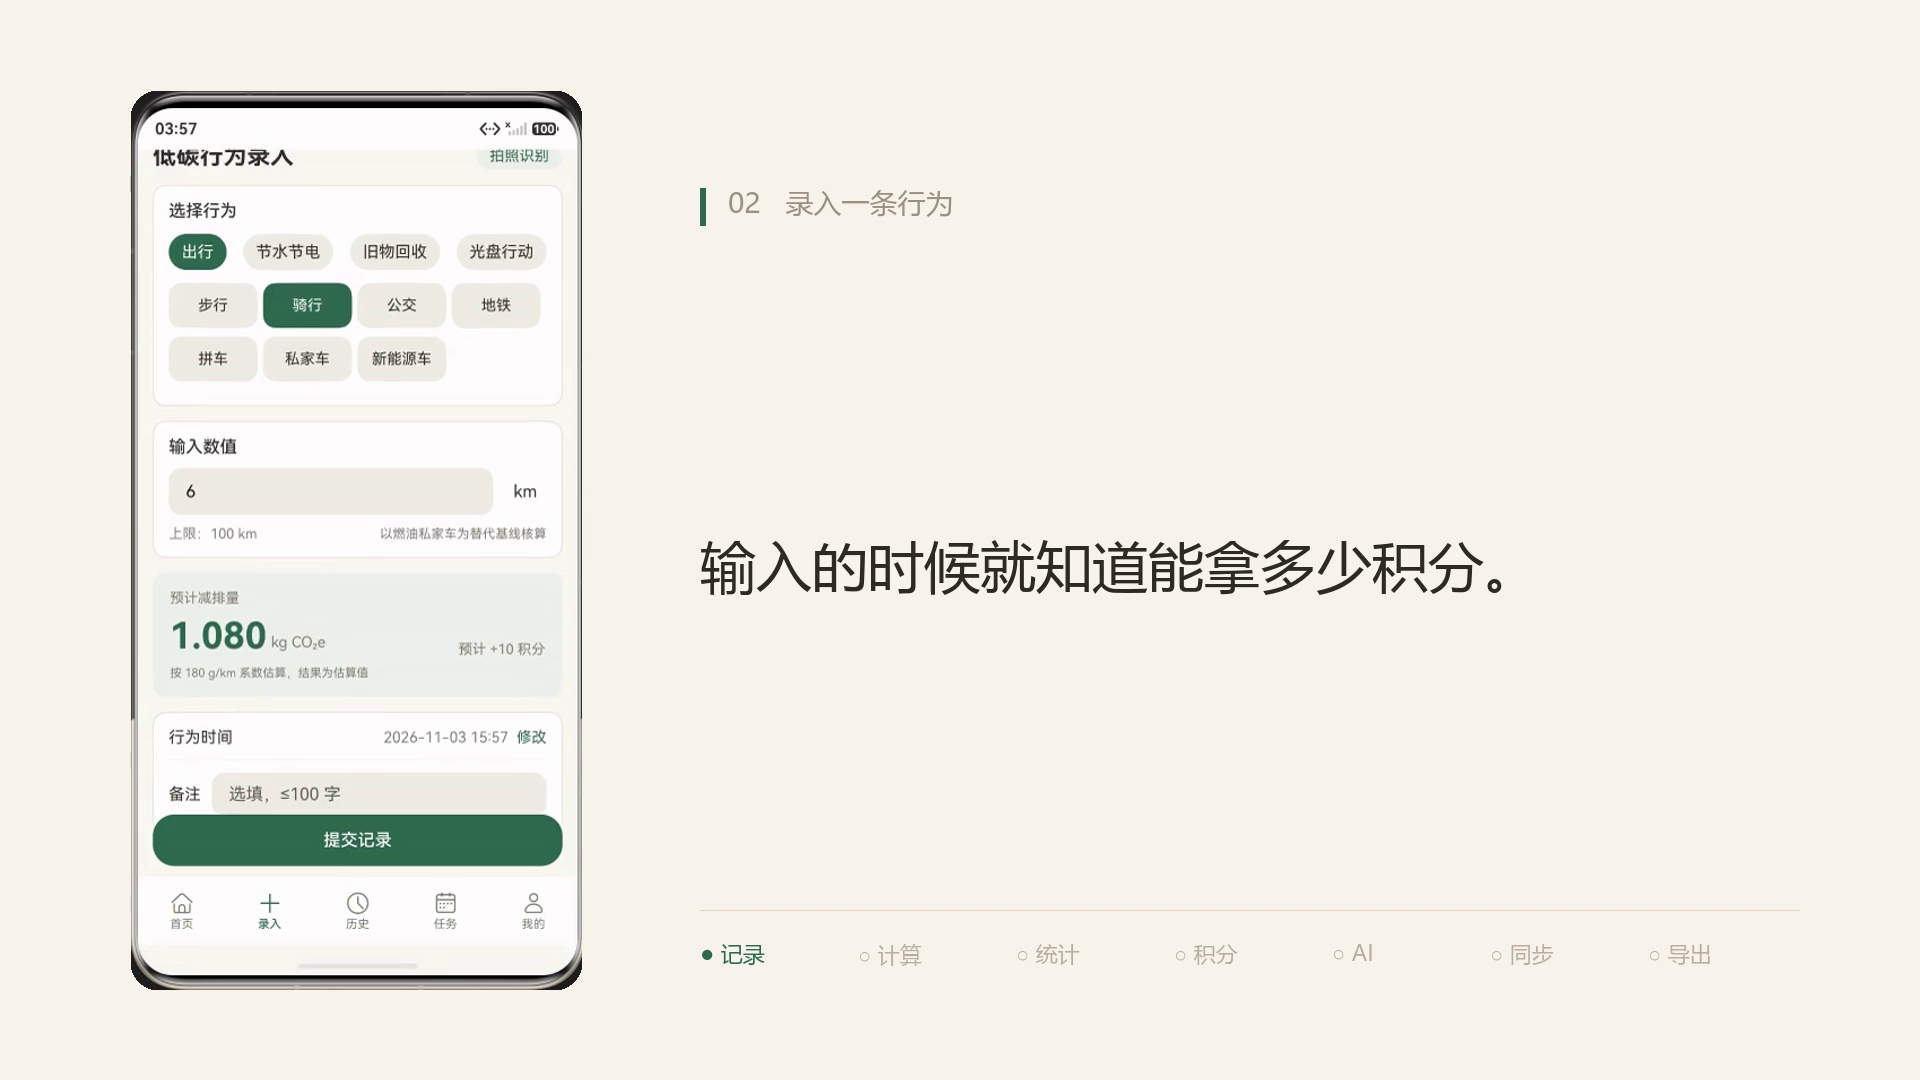 03:57
100
低碳行为录入
拍照识别
选择行为
出行 节水节电 旧物回收 光盘行动
步行 骑行 公交 地铁
拼车 私家车 新能源车
输入数值
6 km
上限：100 km 以燃油私家车为替代基线核算
预计减排量
1.080 kg CO₂e
预计 +10 积分
按 180 g/km 系数估算，结果为估算值
行为时间 2026-11-03 15:57 修改
备注 选填，≤100 字
提交记录
首页 录入 历史 任务 我的
02 录入一条行为
输入的时候就知道能拿多少积分。
记录 计算 统计 积分 AI 同步 导出